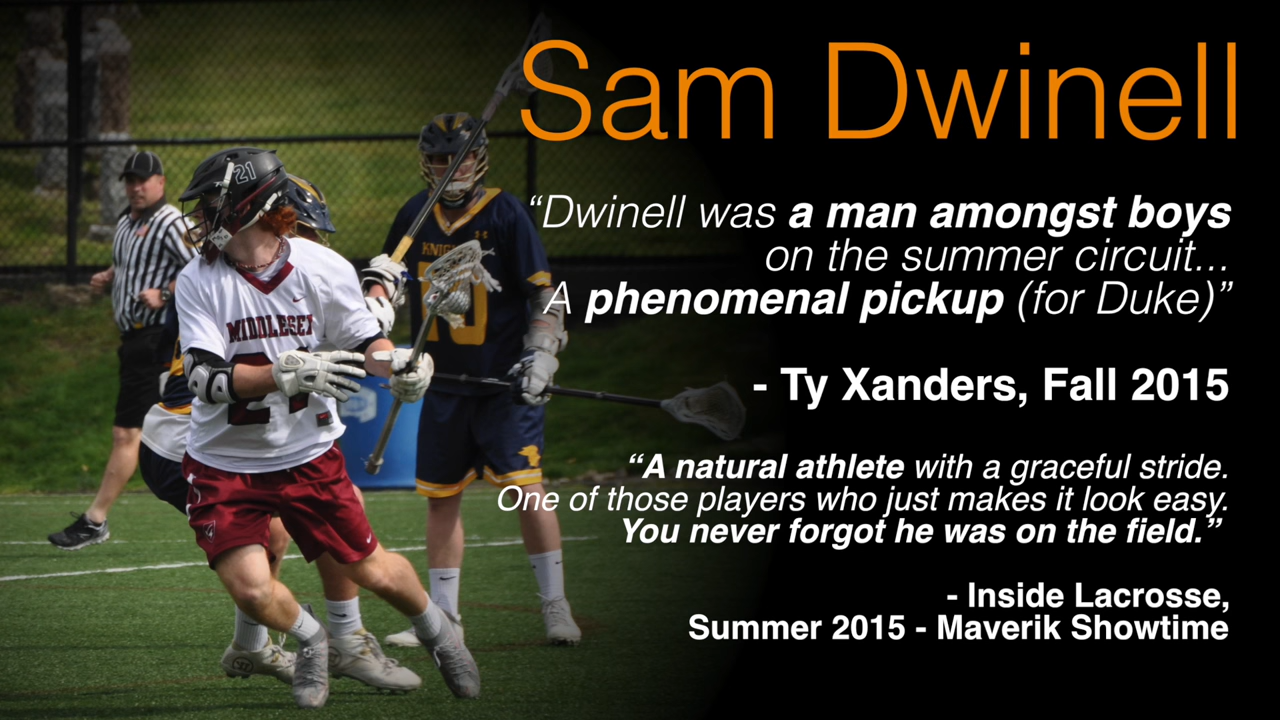 Sam Dwinell
“Dwinell was a man amongst boys
on the summer circuit...
A phenomenal pickup (for Duke)”
- Ty Xanders, Fall 2015
“A natural athlete with a graceful stride.
One of those players who just makes it look easy.
You never forgot he was on the field.”
- Inside Lacrosse,
Summer 2015 - Maverik Showtime
21
MIDDLESEX
21